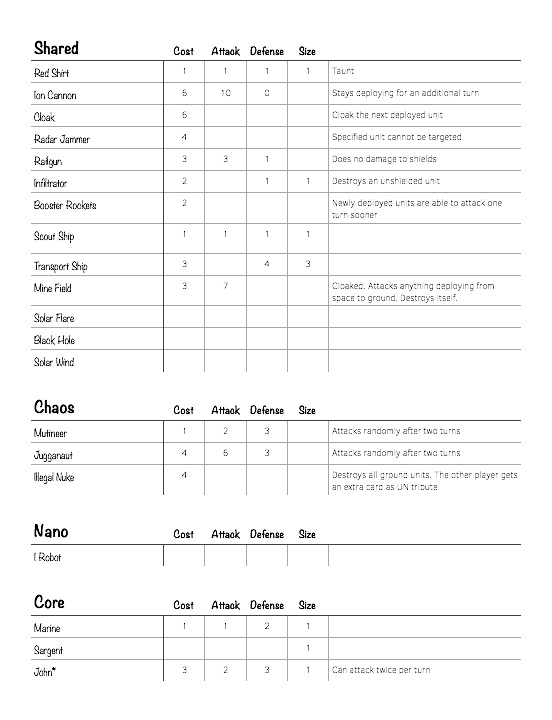 Shared Cost Attack Defense Size
Red Shirt 1 1 1 1 Taunt
Ion Cannon 6 10 0 Stays deploying for an additional turn
Cloak 6 Cloak the next deployed unit
Radar Jammer 4 Specified unit cannot be targeted
Railgun 3 3 1 Does no damage to shields
Infiltrator 2 1 1 Destroys an unshielded unit
Booster Rockets 2 Newly deployed units are able to attack one
turn sooner
Scout Ship 1 1 1 1
Transport Ship 3 4 3
Mine Field 3 7 Cloaked. Attacks anything deploying from
space to ground. Destroys itself.
Solar Flare
Black Hole
Solar Wind
Chaos Cost Attack Defense Size
Mutineer 1 2 3 Attacks randomly after two turns
Jugganaut 4 6 3 Attacks randomly after two turns
Illegal Nuke 4 Destroys all ground units. The other player gets
an extra card as UN tribute
Nano Cost Attack Defense Size
I Robot
Core Cost Attack Defense Size
Marine 1 1 2 1
Sargent 1
John* 3 2 3 1 Can attack twice per turn